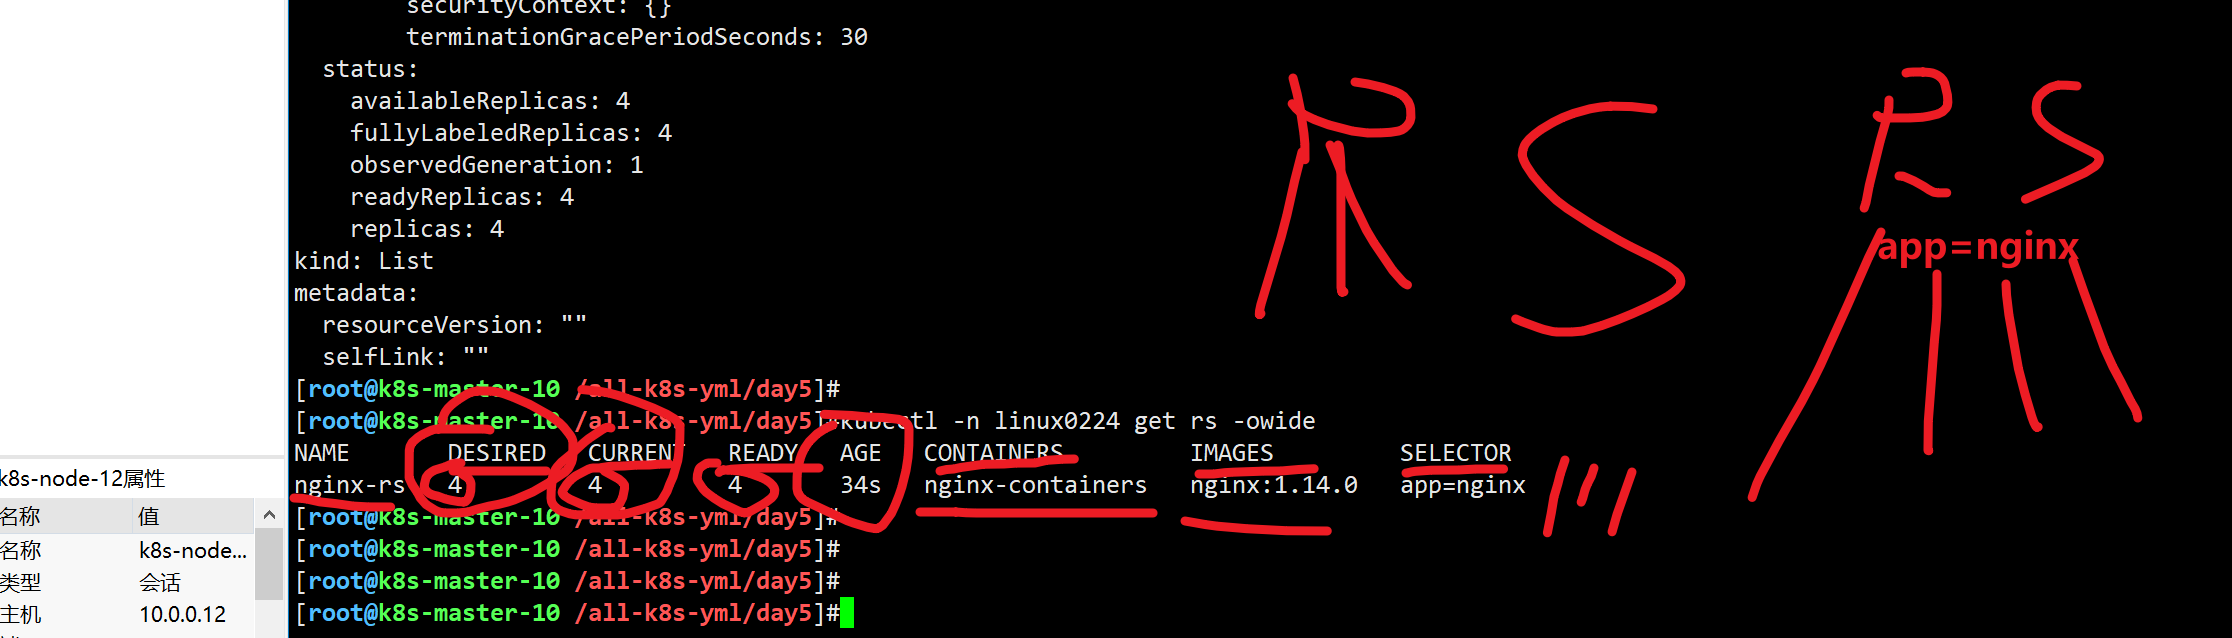 securityContext: {}
terminationGracePeriodSeconds: 30
status:
availableReplicas: 4
fullyLabeledReplicas: 4
observedGeneration: 1
readyReplicas: 4
replicas: 4
kind: List
metadata:
resourceVersion: ""
selfLink: ""
[root@k8s-master-10 /all-k8s-yml/day5]#
[root@k8s-master-10 /all-k8s-yml/day5]#kubectl -n linux0224 get rs -owide
NAME DESIRED CURRENT READY AGE CONTAINERS IMAGES SELECTOR
nginx-rs 4 4 4 34s nginx-containers nginx:1.14.0 app=nginx
[root@k8s-master-10 /all-k8s-yml/day5]#
[root@k8s-master-10 /all-k8s-yml/day5]#
[root@k8s-master-10 /all-k8s-yml/day5]#
[root@k8s-master-10 /all-k8s-yml/day5]#
R S
R S
app=nginx
k8s-node-12属性
名称 值
名称 k8s-node...
类型 会话
主机 10.0.0.12